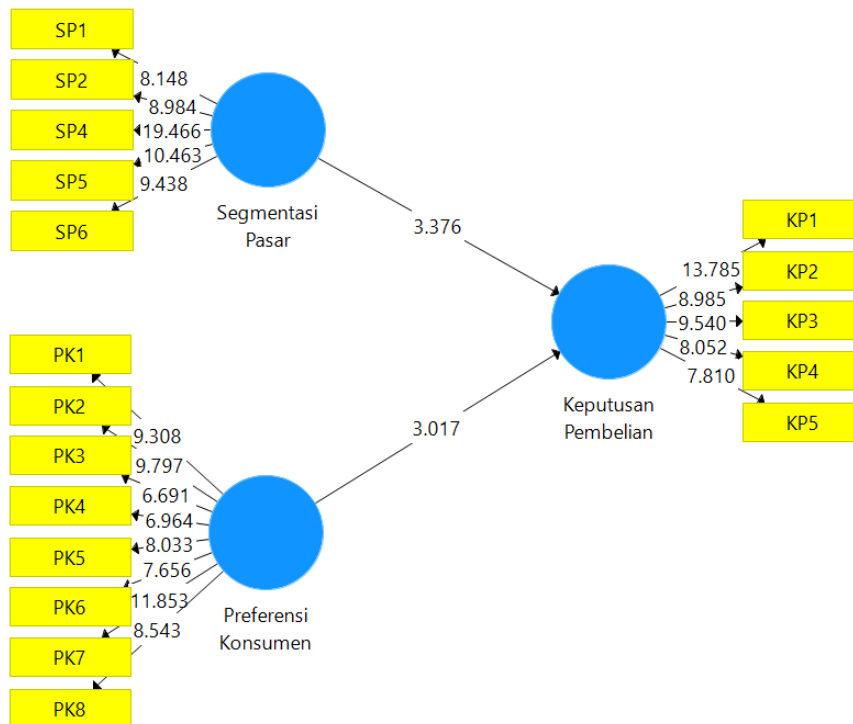 SP1
SP2
SP4
SP5
SP6
8.148
8.984
19.466
10.463
9.438
Segmentasi
Pasar
3.376
PK1
PK2
PK3
PK4
PK5
PK6
PK7
PK8
9.308
9.797
6.691
6.964
8.033
7.656
11.853
8.543
Preferensi
Konsumen
3.017
Keputusan
Pembelian
13.785
8.985
9.540
8.052
7.810
KP1
KP2
KP3
KP4
KP5